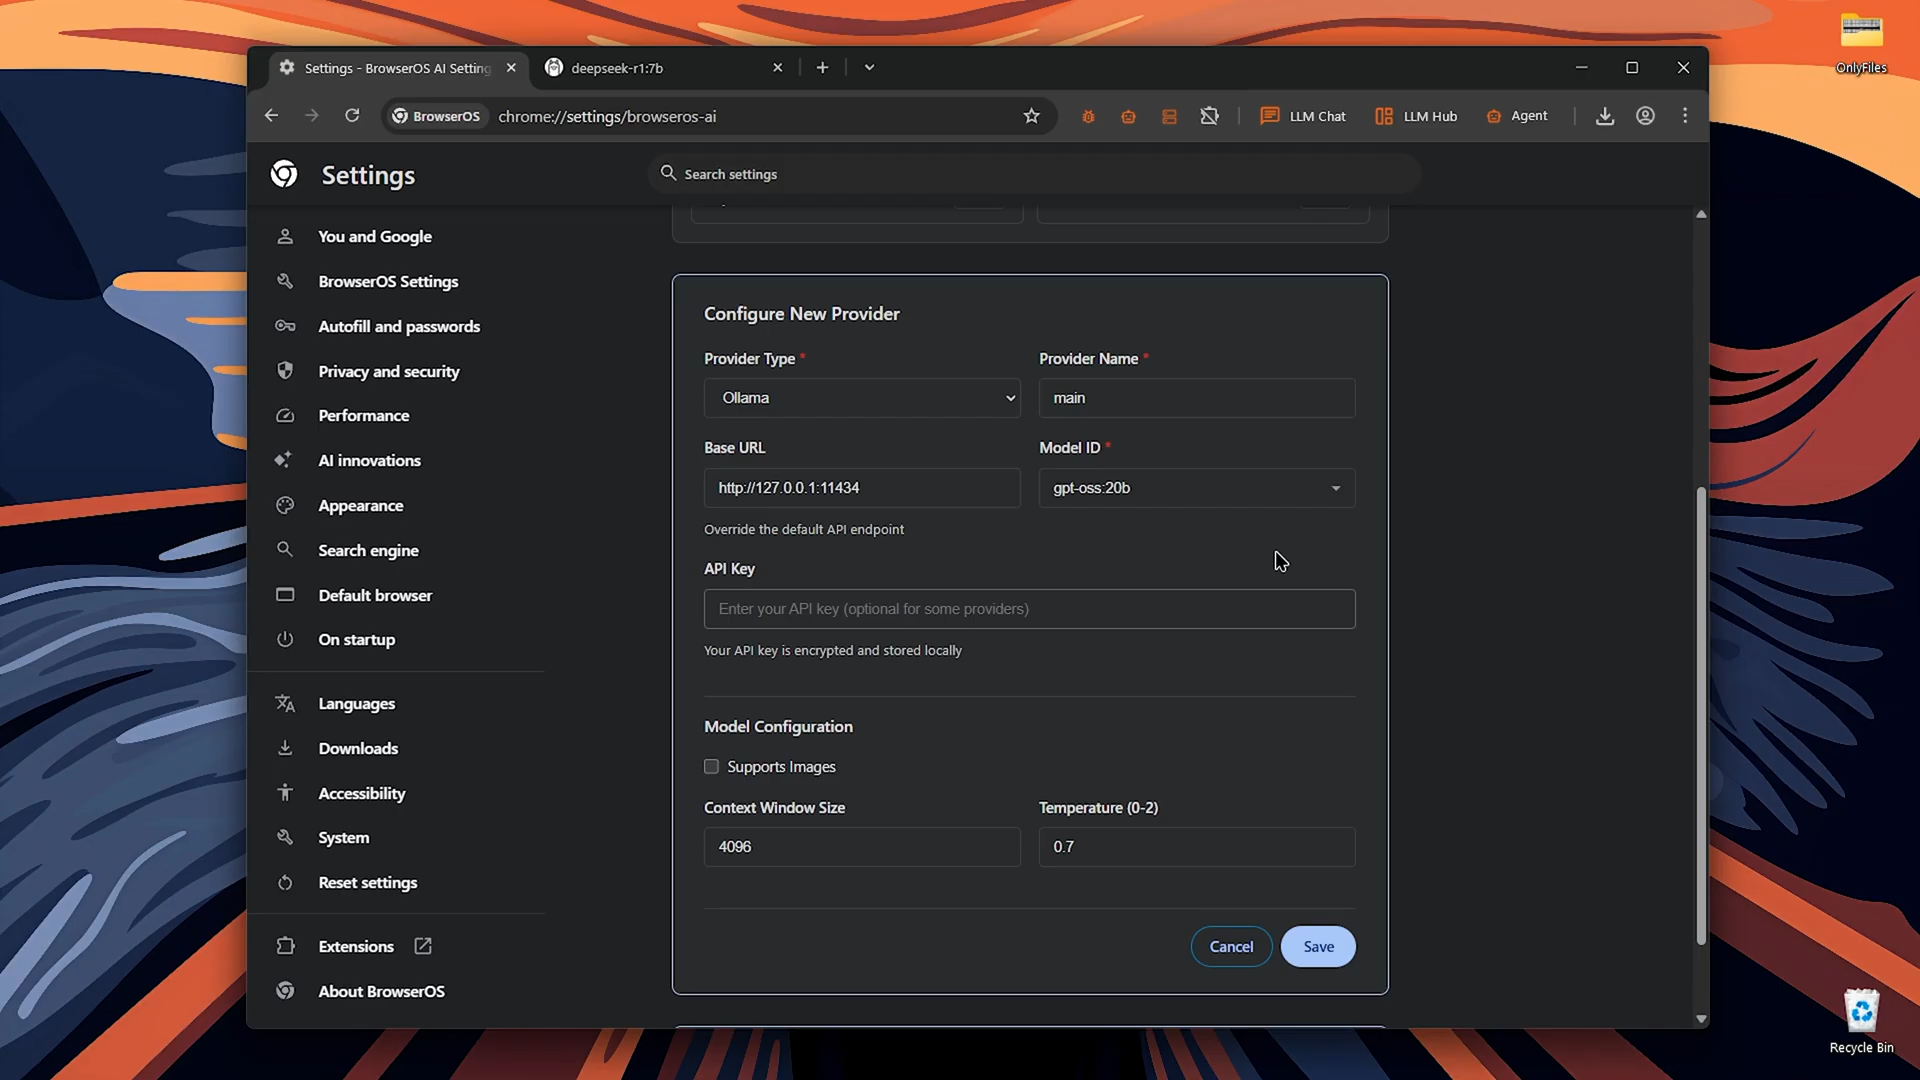 OnlyFiles
Settings - BrowserOS AI Setting
deepseek-r1:7b
BrowserOS
chrome://settings/browseros-ai
LLM Chat
LLM Hub
Agent
Settings
Search settings
You and Google
BrowserOS Settings
Autofill and passwords
Privacy and security
Performance
AI innovations
Appearance
Search engine
Default browser
On startup
Languages
Downloads
Accessibility
System
Reset settings
Extensions
About BrowserOS
Configure New Provider
Provider Type *
Provider Name *
Ollama
main
Base URL
Model ID *
http://127.0.0.1:11434
gpt-oss:20b
Override the default API endpoint
API Key
Enter your API key (optional for some providers)
Your API key is encrypted and stored locally
Model Configuration
Supports Images
Context Window Size
Temperature (0-2)
4096
0.7
Cancel
Save
Recycle Bin